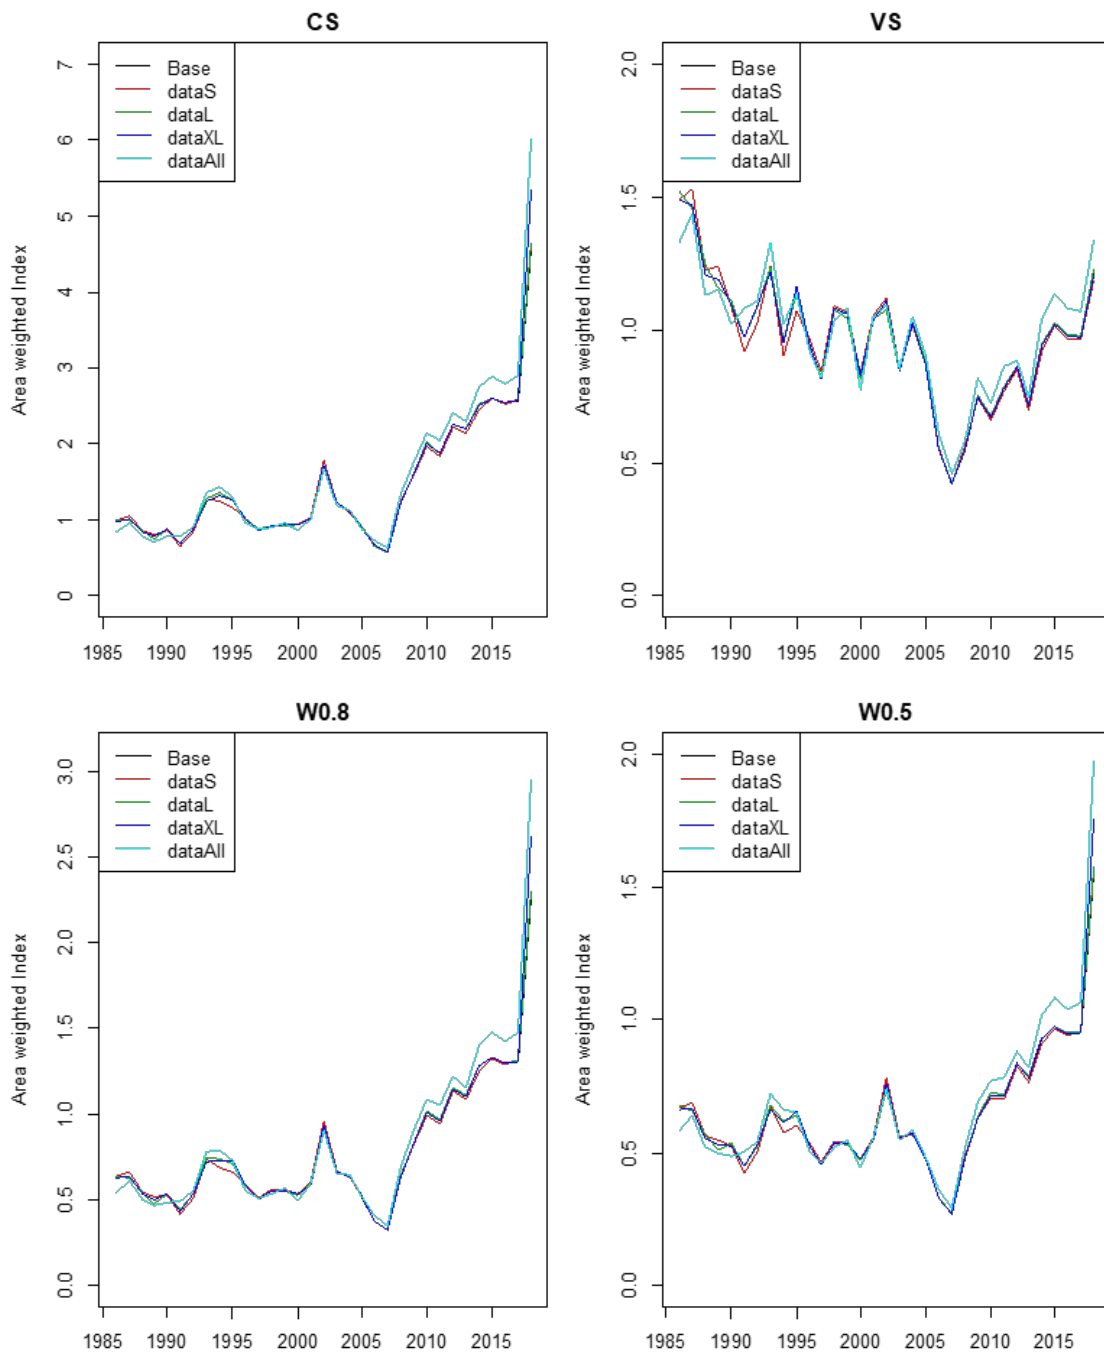 CS
Area weighted Index
7
6
5
4
3
2
1
0
Base
dataS
dataL
dataXL
dataAll
1985 1990 1995 2000 2005 2010 2015
VS
Area weighted Index
2.0
1.5
1.0
0.5
0.0
Base
dataS
dataL
dataXL
dataAll
1985 1990 1995 2000 2005 2010 2015
W0.8
Area weighted Index
3.0
2.5
2.0
1.5
1.0
0.5
0.0
Base
dataS
dataL
dataXL
dataAll
1985 1990 1995 2000 2005 2010 2015
W0.5
Area weighted Index
2.0
1.5
1.0
0.5
0.0
Base
dataS
dataL
dataXL
dataAll
1985 1990 1995 2000 2005 2010 2015